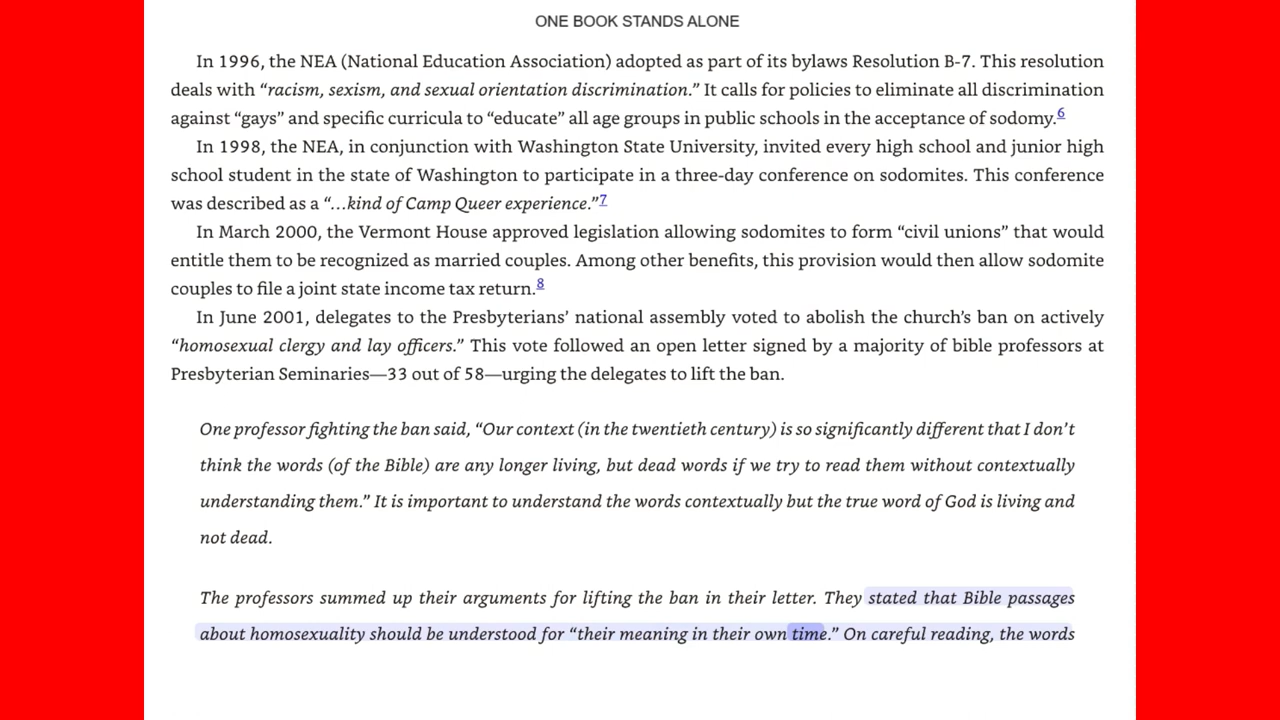 ONE BOOK STANDS ALONE
In 1996, the NEA (National Education Association) adopted as part of its bylaws Resolution B-7. This resolution
deals with “racism, sexism, and sexual orientation discrimination.” It calls for policies to eliminate all discrimination
against “gays” and specific curricula to “educate” all age groups in public schools in the acceptance of sodomy.6
In 1998, the NEA, in conjunction with Washington State University, invited every high school and junior high
school student in the state of Washington to participate in a three-day conference on sodomites. This conference
was described as a “…kind of Camp Queer experience.”7
In March 2000, the Vermont House approved legislation allowing sodomites to form “civil unions” that would
entitle them to be recognized as married couples. Among other benefits, this provision would then allow sodomite
couples to file a joint state income tax return.8
In June 2001, delegates to the Presbyterians’ national assembly voted to abolish the church’s ban on actively
“homosexual clergy and lay officers.” This vote followed an open letter signed by a majority of bible professors at
Presbyterian Seminaries—33 out of 58—urging the delegates to lift the ban.
One professor fighting the ban said, “Our context (in the twentieth century) is so significantly different that I don’t
think the words (of the Bible) are any longer living, but dead words if we try to read them without contextually
understanding them.” It is important to understand the words contextually but the true word of God is living and
not dead.
The professors summed up their arguments for lifting the ban in their letter. They stated that Bible passages
about homosexuality should be understood for “their meaning in their own time.” On careful reading, the words